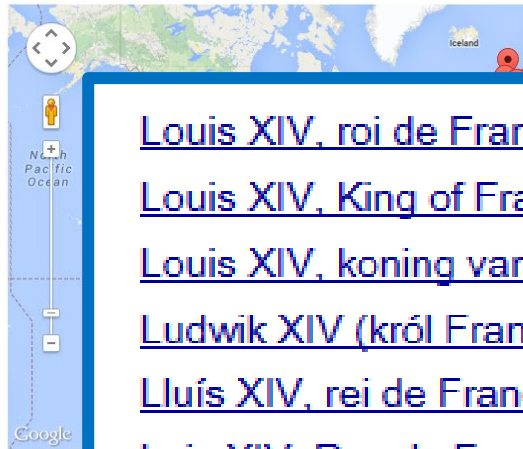 Iceland
Louis XIV, roi de Fran
North
Pacific
Ocean
Louis XIV, King of Fra
Louis XIV, koning van
Ludwik XIV (król Fran
Lluís XIV, rei de Fran
Google